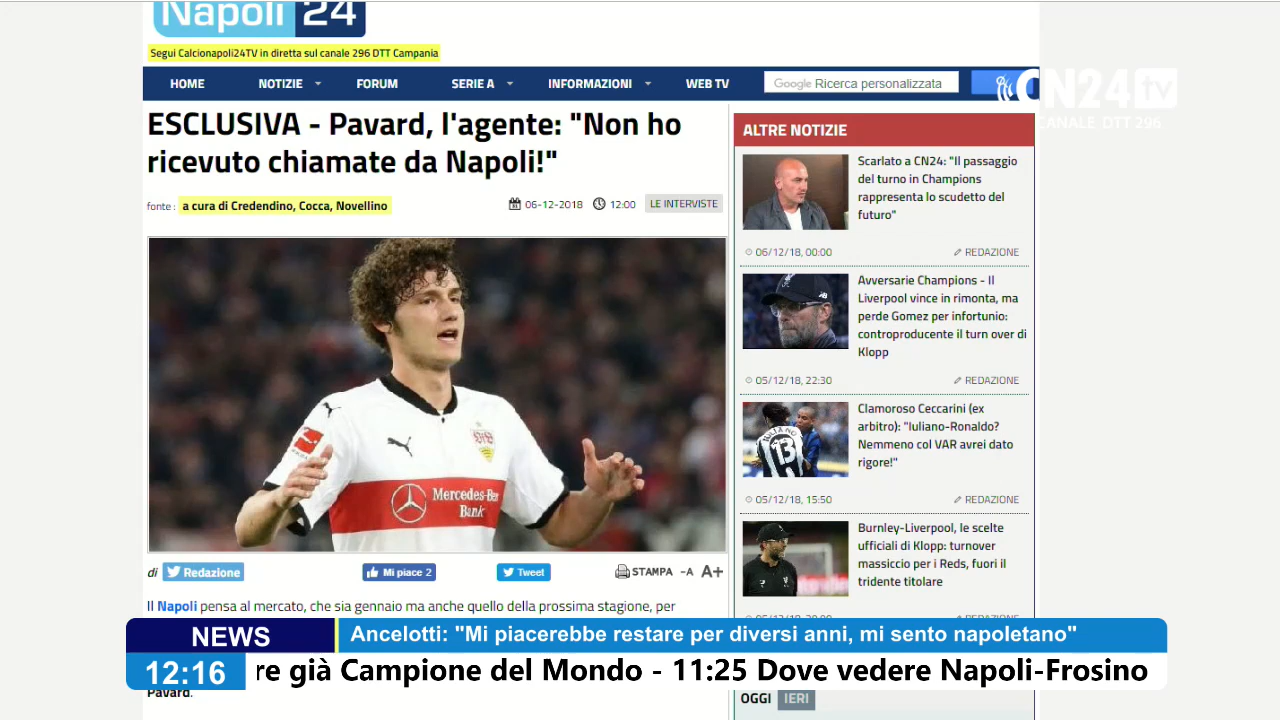 Napoli 24
Segui Calcionapoli24TV in diretta sul canale 296 DTT Campania
HOME NOTIZIE FORUM SERIE A INFORMAZIONI WEB TV Google Ricerca personalizzata
CN24 tv
CANALE DTT 296
ESCLUSIVA - Pavard, l'agente: "Non ho
ricevuto chiamate da Napoli!"
fonte : a cura di Credendino, Cocca, Novellino 06-12-2018 12:00 LE INTERVISTE
Mercedes-Benz
Bank
di Redazione Mi piace 2 Tweet STAMPA -A A+
Il Napoli pensa al mercato, che sia gennaio ma anche quello della prossima stagione, per
Pavard.
ALTRE NOTIZIE
Scarlato a CN24: "Il passaggio
del turno in Champions
rappresenta lo scudetto del
futuro"
06/12/18, 00:00 REDAZIONE
Avversarie Champions - Il
Liverpool vince in rimonta, ma
perde Gomez per infortunio:
controproducente il turn over di
Klopp
05/12/18, 22:30 REDAZIONE
IULIANO
13
Clamoroso Ceccarini (ex
arbitro): "Iuliano-Ronaldo?
Nemmeno col VAR avrei dato
rigore!"
05/12/18, 15:50 REDAZIONE
Burnley-Liverpool, le scelte
ufficiali di Klopp: turnover
massiccio per i Reds, fuori il
tridente titolare
OGGI IERI
NEWS Ancelotti: "Mi piacerebbe restare per diversi anni, mi sento napoletano"
12:16 re già Campione del Mondo - 11:25 Dove vedere Napoli-Frosino